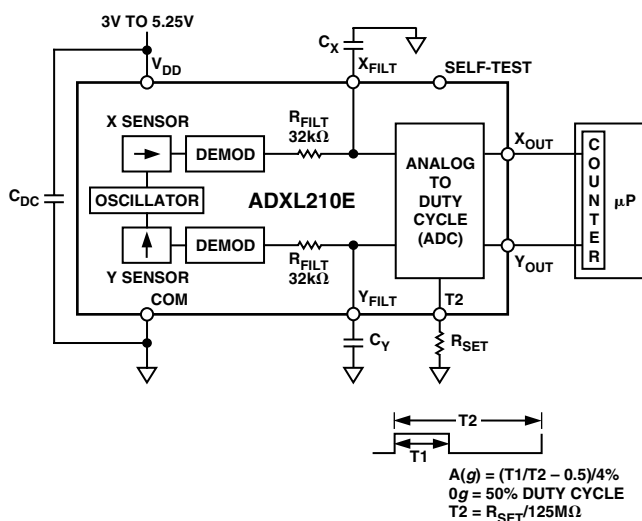 3V TO 5.25V
V_DD
C_X
X_FILT
SELF-TEST
X SENSOR
R_FILT
32kΩ
DEMOD
X_OUT
C_DC
OSCILLATOR
ADXL210E
ANALOG
TO
DUTY
CYCLE
(ADC)
COUNTER
µP
DEMOD
R_FILT
32kΩ
Y SENSOR
COM
Y_FILT
T2
Y_OUT
C_Y
R_SET
T2
T1
A(g) = (T1/T2 – 0.5)/4%
0g = 50% DUTY CYCLE
T2 = R_SET/125MΩ